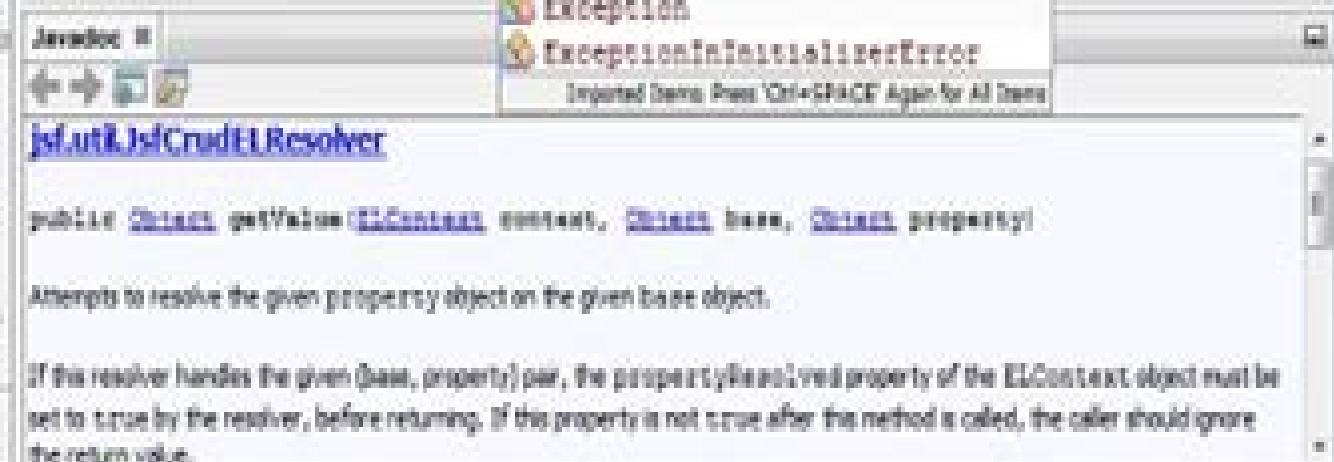 Exception
ExceptionInInitializerError
Imported Items; Press 'Ctrl+SPACE' Again for All Items
Javadoc
jsf.util.JsfCrudELResolver
public Object getValue(ELContext context, Object base, Object property)
Attempts to resolve the given property object on the given base object.
If this resolver handles the given (base, property) pair, the propertyResolved property of the ELContext object must be
set to true by the resolver, before returning. If this property is not true after this method is called, the caller should ignore
the return value.